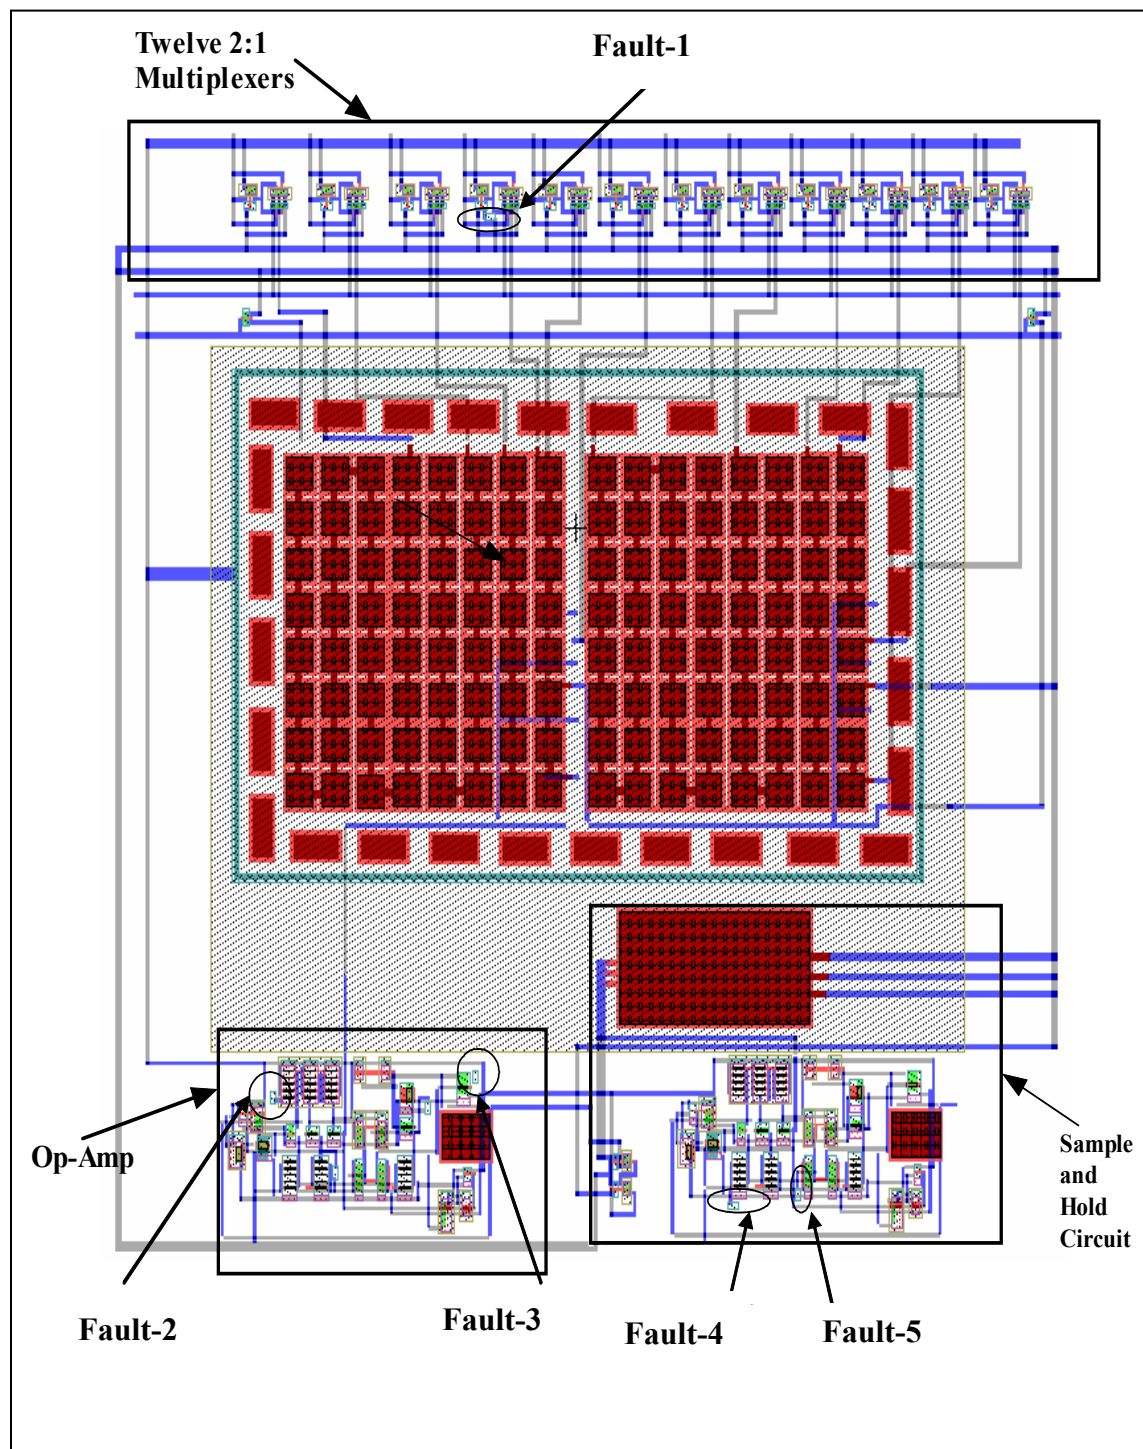 Twelve 2:1
Multiplexers
Fault-1
Op-Amp
Sample
and
Hold
Circuit
Fault-2
Fault-3
Fault-4
Fault-5